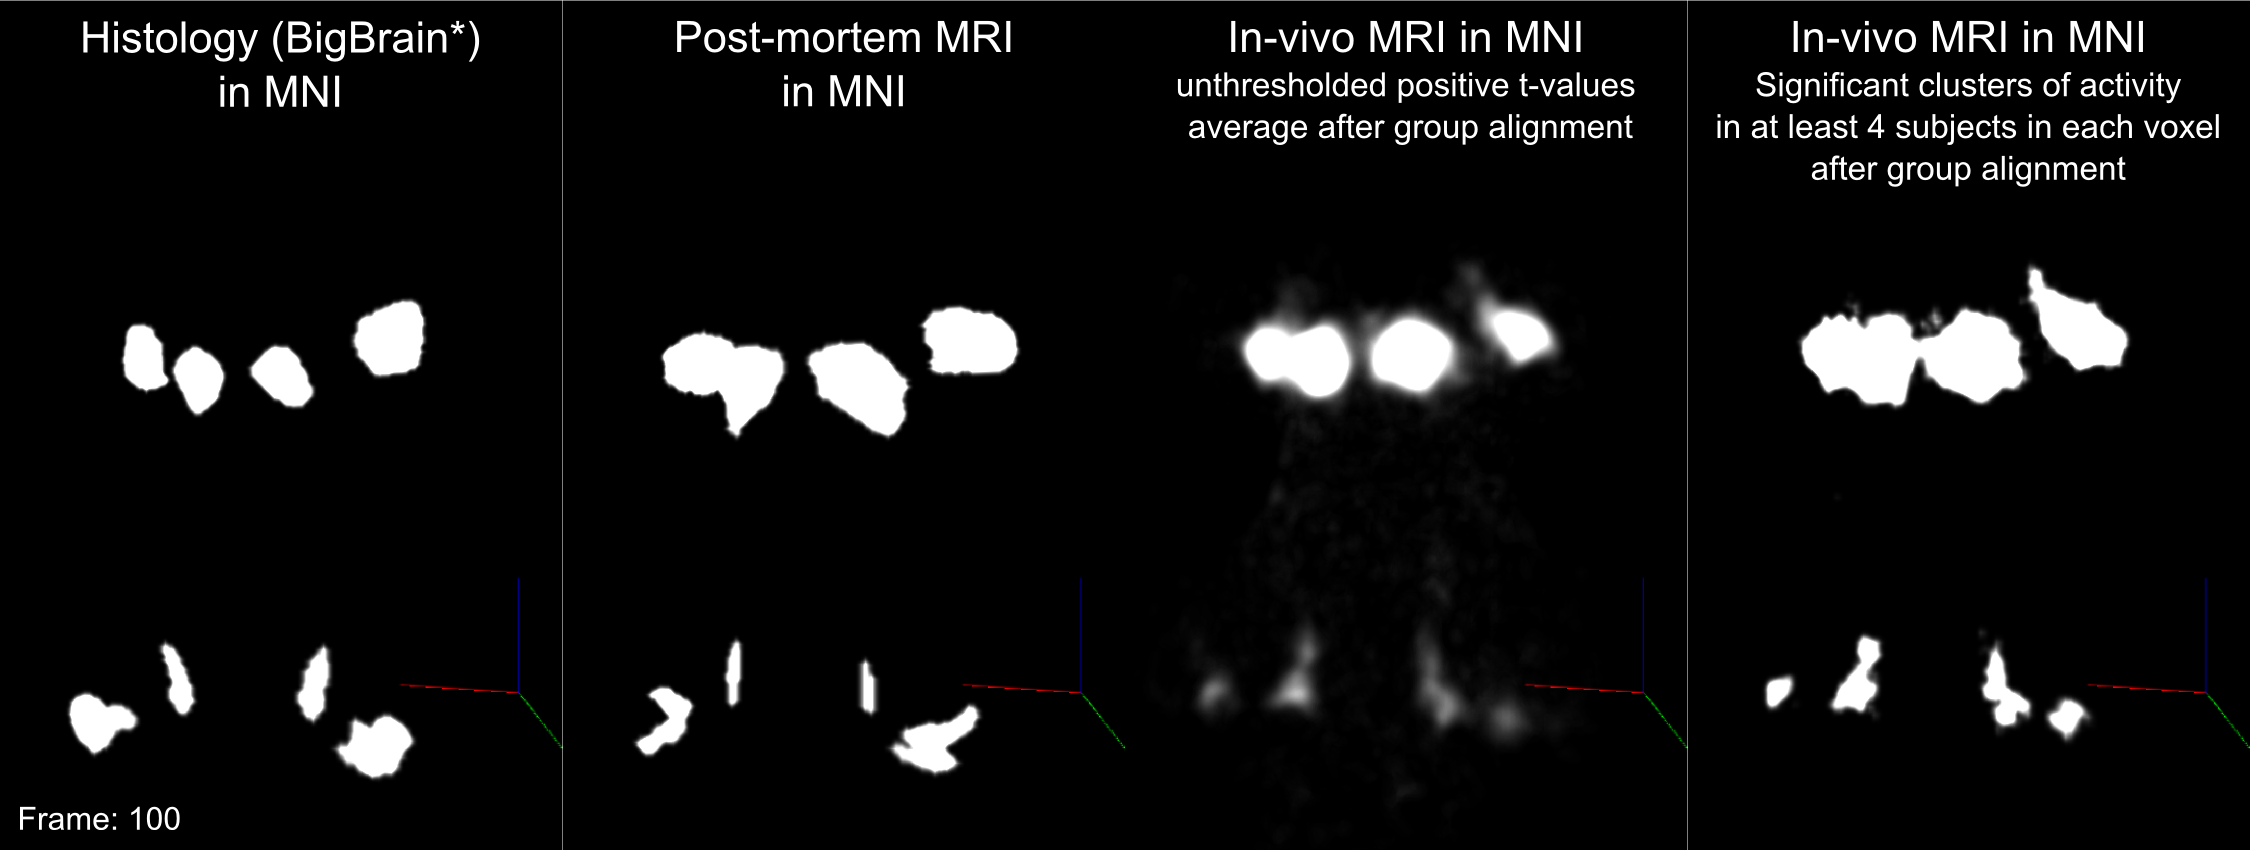 Histology (BigBrain*)
in MNI
Post-mortem MRI
in MNI
In-vivo MRI in MNI
unthresholded positive t-values
average after group alignment
In-vivo MRI in MNI
Significant clusters of activity
in at least 4 subjects in each voxel
after group alignment
Frame: 100